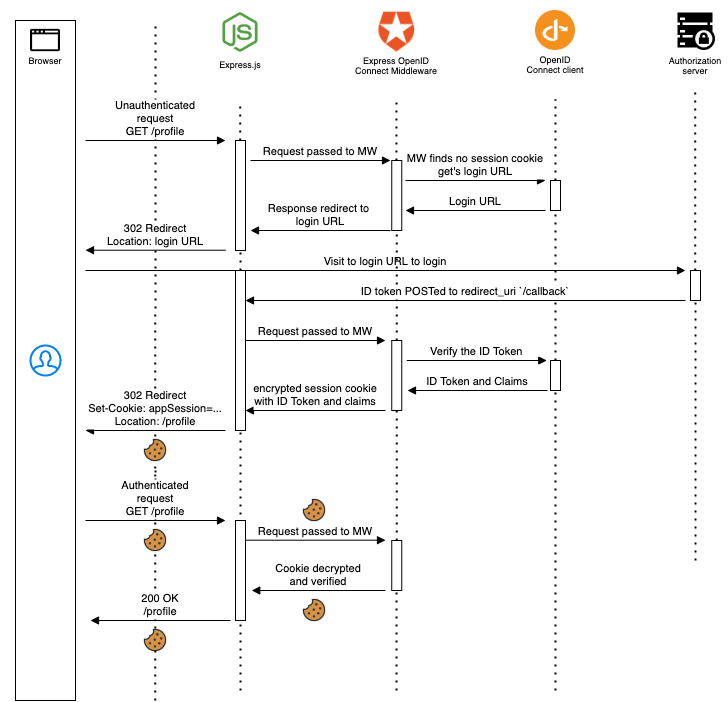 Browser
Express.js
Express OpenID
Connect Middleware
OpenID
Connect client
Authorization
server
Unauthenticated
request
GET /profile
Request passed to MW
MW finds no session cookie
get's login URL
Login URL
Response redirect to
login URL
302 Redirect
Location: login URL
Visit to login URL to login
ID token POSTed to redirect_uri `/callback`
Request passed to MW
Verify the ID Token
ID Token and Claims
encrypted session cookie
with ID Token and claims
302 Redirect
Set-Cookie: appSession=...
Location: /profile
Authenticated
request
GET /profile
Request passed to MW
Cookie decrypted
and verified
200 OK
/profile